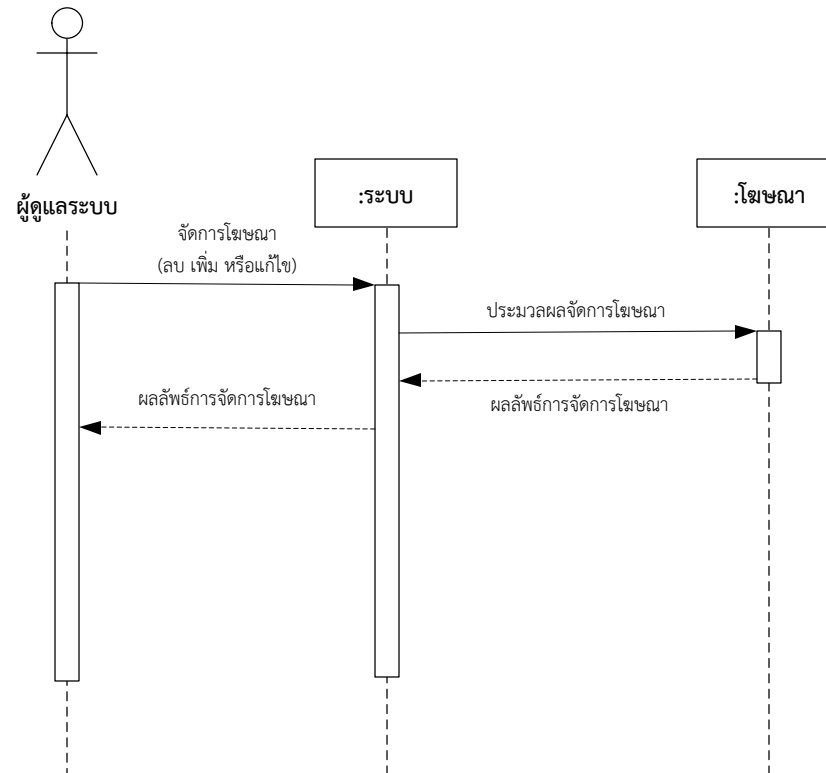 ผู้ดูแลระบบ
:ระบบ
:โฆษณา
จัดการโฆษณา
(ลบ เพิ่ม หรือแก้ไข)
ประมวลผลจัดการโฆษณา
ผลลัพธ์การจัดการโฆษณา
ผลลัพธ์การจัดการโฆษณา